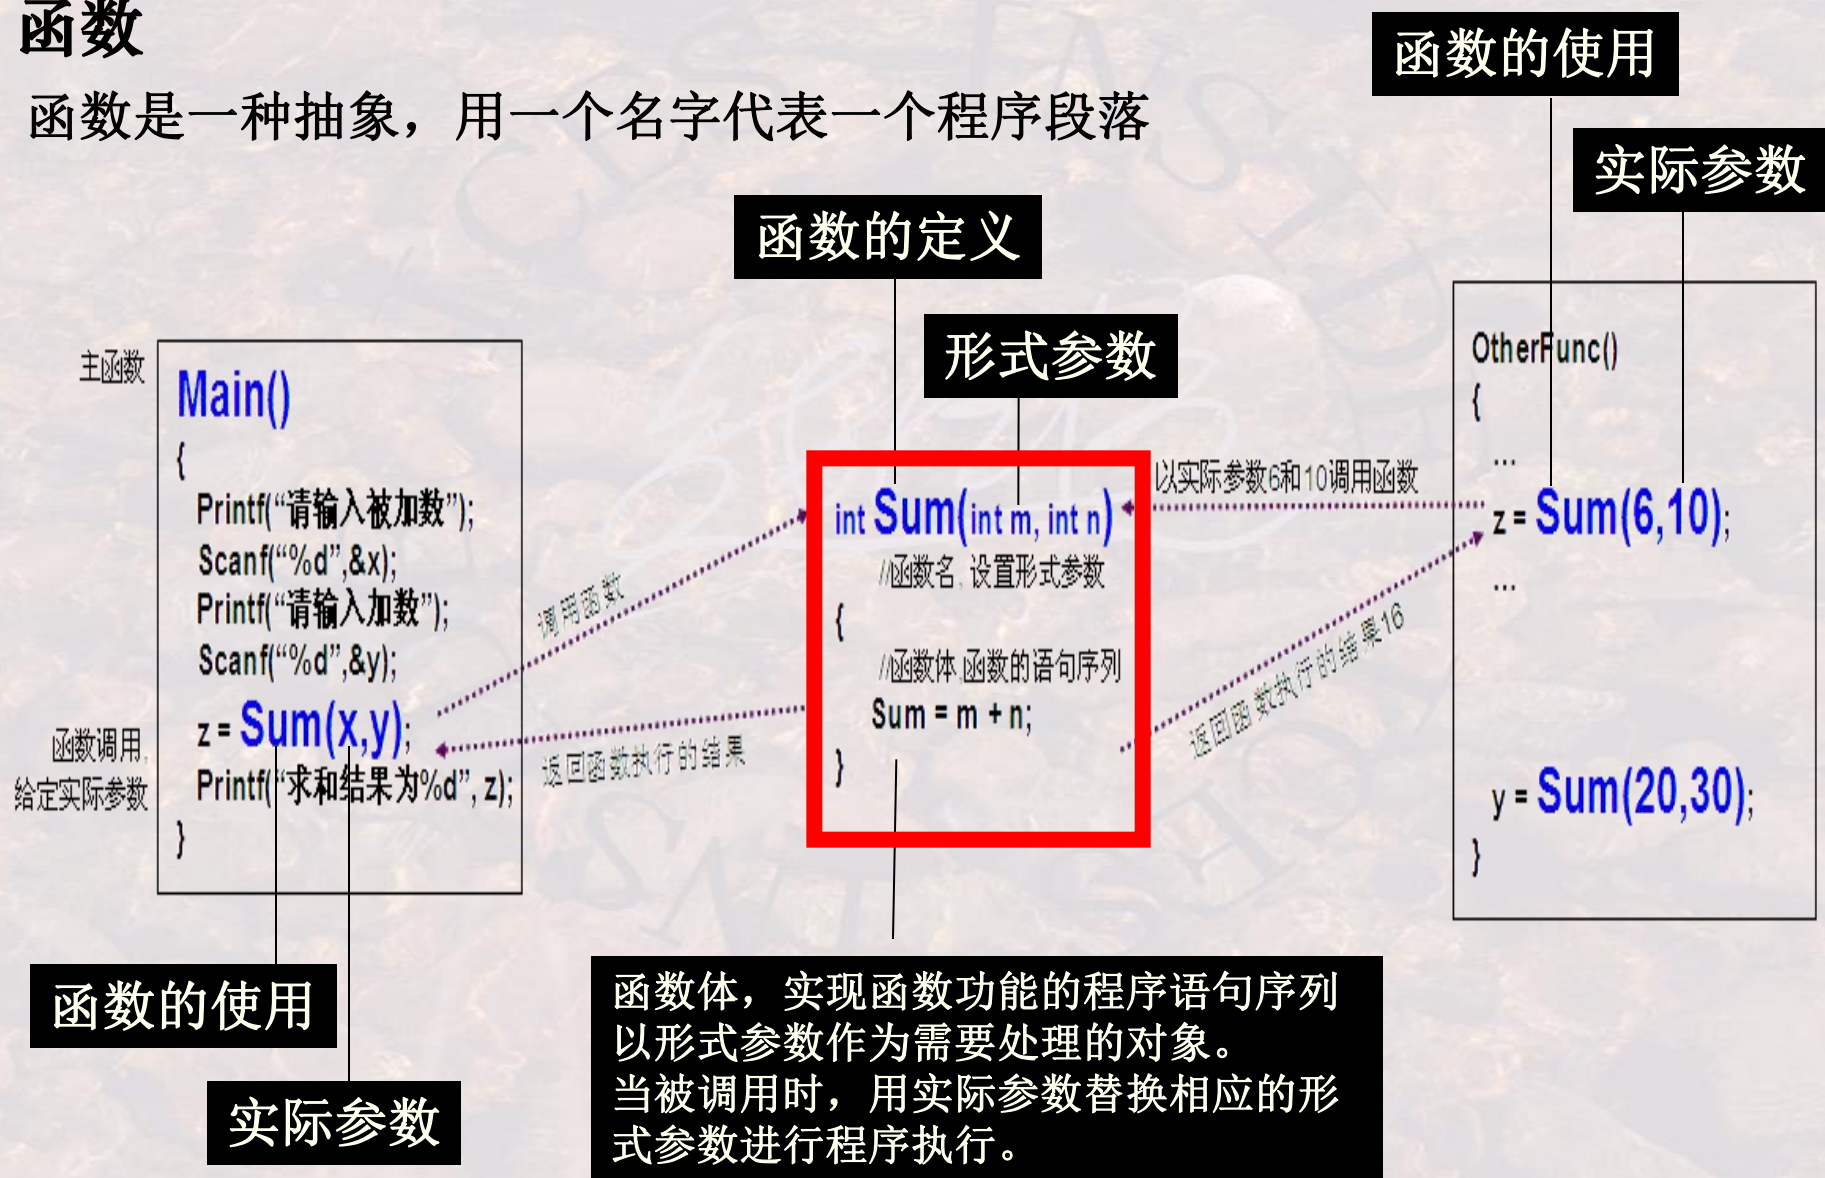 函数
函数是一种抽象，用一个名字代表一个程序段落
函数的使用
实际参数
函数的定义
形式参数
主函数
Main()
{
Printf(“请输入被加数”);
Scanf(“%d”,&x);
Printf(“请输入加数”);
Scanf(“%d”,&y);
z = Sum(x,y);
Printf(“求和结果为%d”, z);
}
函数调用,
给定实际参数
调用函数
返回函数执行的结果
int Sum(int m, int n)
//函数名, 设置形式参数
{
//函数体,函数的语句序列
Sum = m + n;
}
以实际参数6和10调用函数
返回函数执行的结果16
OtherFunc()
{
...
z = Sum(6,10);
...
y = Sum(20,30);
}
函数的使用
实际参数
函数体，实现函数功能的程序语句序列
以形式参数作为需要处理的对象。
当被调用时，用实际参数替换相应的形
式参数进行程序执行。